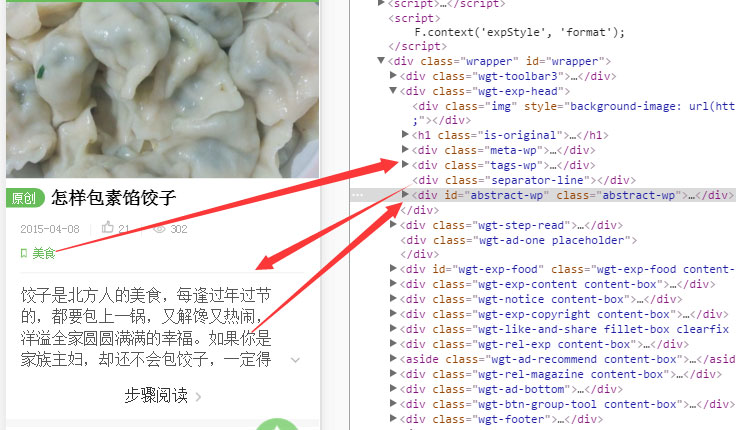 原创 怎样包素馅饺子
2015-04-08 21 302
美食
饺子是北方人的美食，每逢过年过节
的，都要包上一锅，又解馋又热闹，
洋溢全家圆圆满满的幸福。如果你是
家族主妇，却还不会包饺子，一定得
步骤阅读
<script>…</script>
<script>
F.context('expStyle', 'format');
</script>
<div class="wrapper" id="wrapper">
<div class="wgt-toolbar3">…</div>
<div class="wgt-exp-head">
<div class="img" style="background-image: url(htt
;"></div>
<h1 class="is-original">…</h1>
<div class="meta-wp">…</div>
<div class="tags-wp">…</div>
<div class="separator-line"></div>
<div id="abstract-wp" class="abstract-wp">…</div>
</div>
<div class="wgt-step-read">…</div>
<div class="wgt-ad-one placeholder">
</div>
<div id="wgt-exp-food" class="wgt-exp-food content-
<div class="wgt-exp-content content-box">…</div>
<div class="wgt-notice content-box">…</div>
<div class="wgt-exp-copyright content-box">…</div>
<div class="wgt-like-and-share fillet-box clearfix
<div class="wgt-rel-exp content-box">…</div>
<aside class="wgt-ad-recommend content-box">…</asid
<div class="wgt-rel-magazine content-box">…</div>
<div class="wgt-ad-bottom">…</div>
<div class="wgt-btn-group-tool content-box">…</div>
<div class="wgt-footer">…</div>